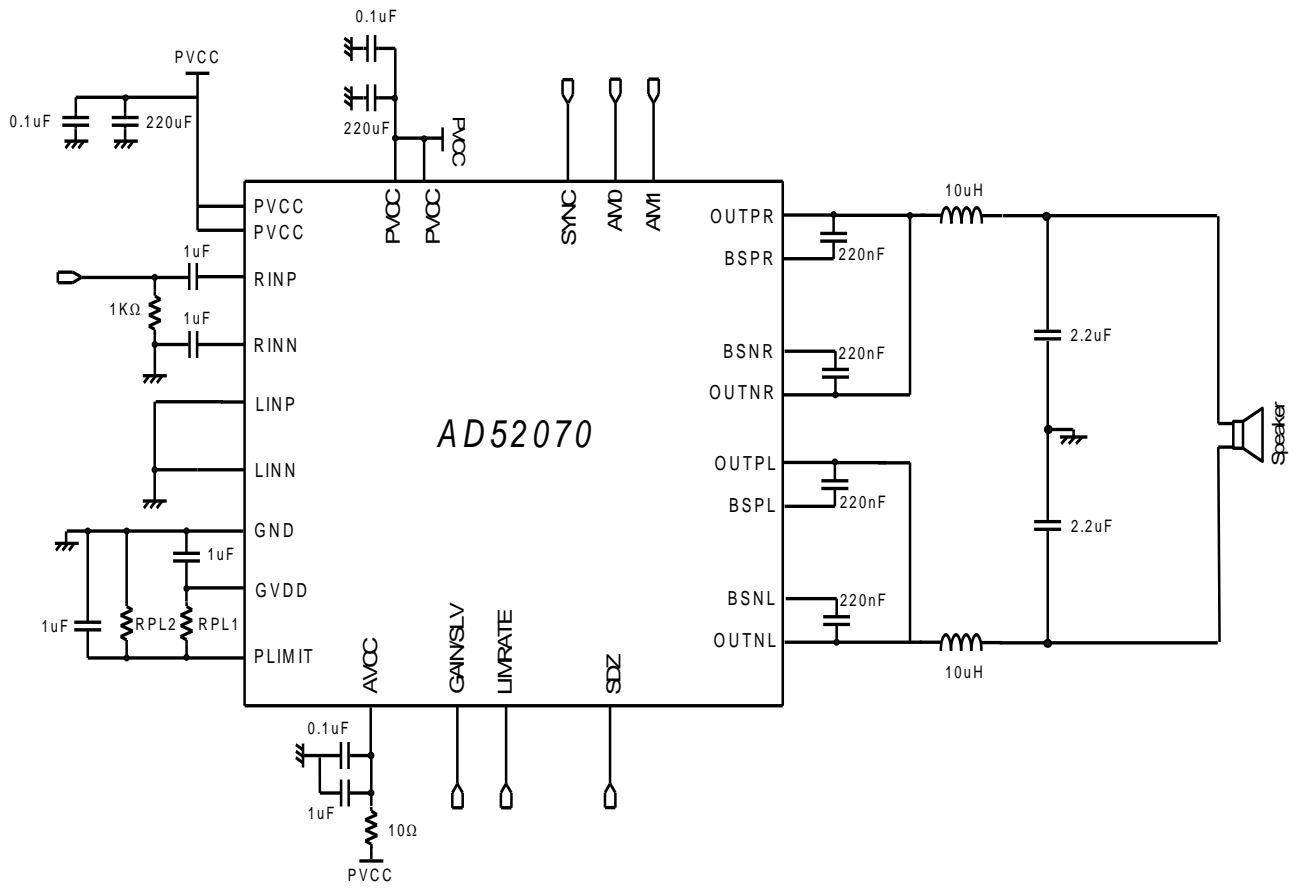 0.1uF
PVCC
0.1uF
220uF
220uF
PVCC
PVCC
PVCC
PVCC
PVCC
SYNC
AM0
AM1
1uF
RINP
1KΩ
1uF
RINN
LINP
LINN
GND
1uF
GVDD
1uF
RPL2
RPL1
PLIMIT
AD52070
OUTPR
10uH
BSPR
220nF
BSNR
220nF
OUTNR
2.2uF
OUTPL
Speaker
BSPL
220nF
2.2uF
BSNL
220nF
OUTNL
10uH
AVCC
GAIN/SLV
LIMRATE
SDZ
0.1uF
1uF
10Ω
PVCC